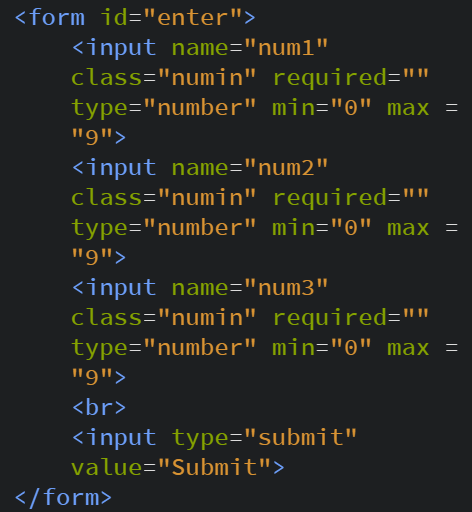 <form id="enter">
<input name="num1"
class="numin" required=""
type="number" min="0" max =
"9">
<input name="num2"
class="numin" required=""
type="number" min="0" max =
"9">
<input name="num3"
class="numin" required=""
type="number" min="0" max =
"9">
<br>
<input type="submit"
value="Submit">
</form>